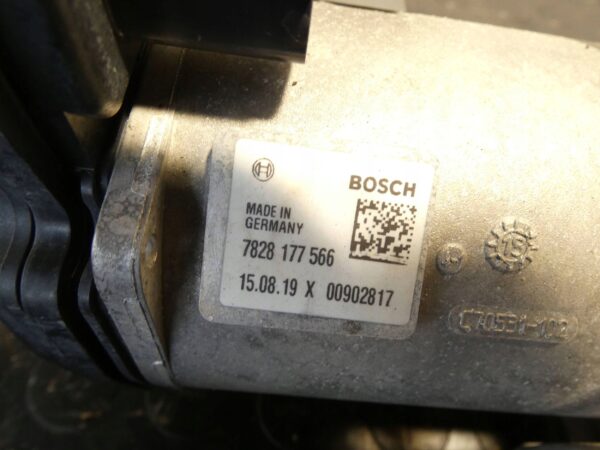 BOSCH
MADE IN
GERMANY
7828 177 566
15.08.19 X 00902817